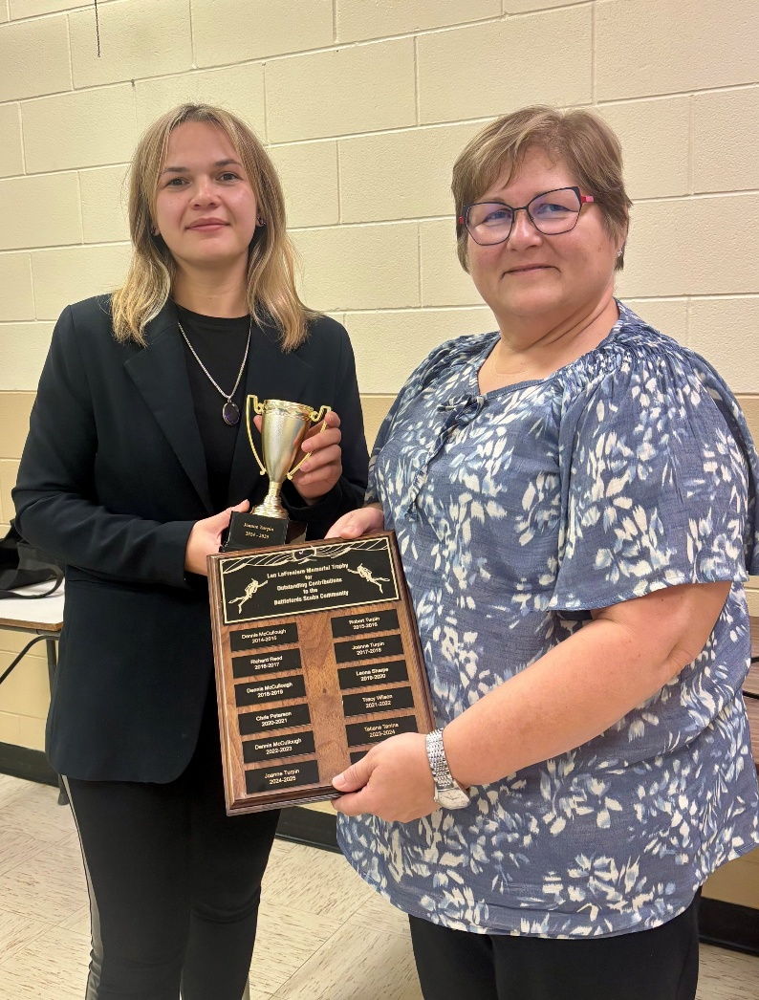 Joanne Turpin
2024 - 2025
Len LaFreniere Memorial Trophy
for
Outstanding Contributions
to the
Battlefords Scuba Community
Dennis McCullough
2014-2015
Robert Turpin
2015-2016
Richard Reed
2016-2017
Joanne Turpin
2017-2018
Dennis McCullough
2018-2019
Leona Sharpe
2019-2020
Chris Peterson
2020-2021
Tracy Wilson
2021-2022
Dennis McCullough
2022-2023
Tatiana Tanina
2023-2024
Joanne Turpin
2024-2025